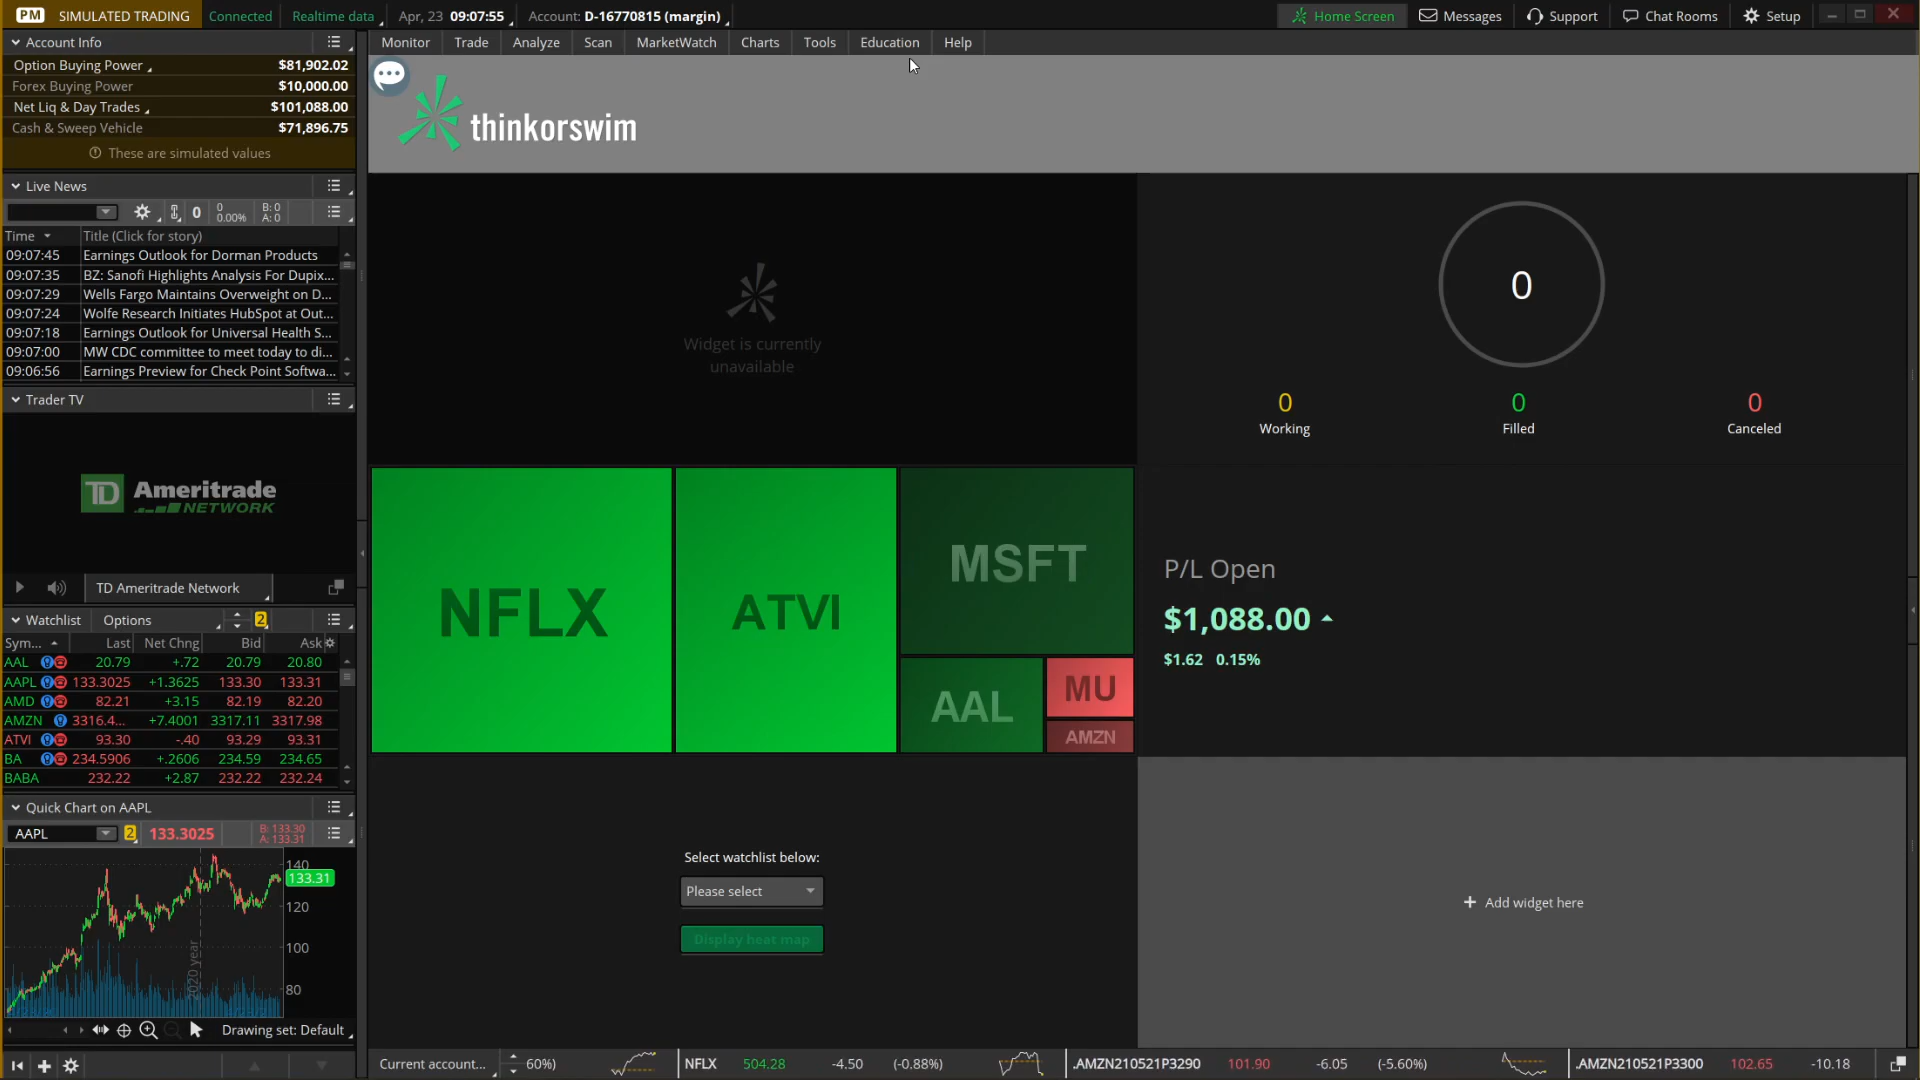 PM SIMULATED TRADING Connected Realtime data Apr, 23 09:07:55 Account: D-16770815 (margin) Home Screen Messages Support Chat Rooms Setup
Account Info
Option Buying Power $81,902.02
Forex Buying Power $10,000.00
Net Liq & Day Trades $101,088.00
Cash & Sweep Vehicle $71,896.75
These are simulated values
Live News
0 0 0.00% B: 0 A: 0
Time Title (Click for story)
09:07:45 Earnings Outlook for Dorman Products
09:07:35 BZ: Sanofi Highlights Analysis For Dupix...
09:07:29 Wells Fargo Maintains Overweight on D...
09:07:24 Wolfe Research Initiates HubSpot at Out...
09:07:18 Earnings Outlook for Universal Health S...
09:07:00 MW CDC committee to meet today to di...
09:06:56 Earnings Preview for Check Point Softwa...
Trader TV
TD Ameritrade
NETWORK
TD Ameritrade Network
Watchlist Options 2
Sym... Last Net Chng Bid Ask
AAL 20.79 +.72 20.79 20.80
AAPL 133.3025 +1.3625 133.30 133.31
AMD 82.21 +3.15 82.19 82.20
AMZN 3316.4... +7.4001 3317.11 3317.98
ATVI 93.30 -.40 93.29 93.31
BA 234.5906 +.2606 234.59 234.65
BABA 232.22 +2.87 232.22 232.24
Quick Chart on AAPL
AAPL 2 133.3025 B: 133.30 A: 133.31
140
133.31
120
100
80
2020 year
Drawing set: Default
Monitor Trade Analyze Scan MarketWatch Charts Tools Education Help
thinkorswim
Widget is currently
unavailable
0
0 0 0
Working Filled Canceled
NFLX
ATVI
MSFT
AAL
MU
AMZN
P/L Open
$1,088.00
$1.62 0.15%
Select watchlist below:
Please select
Display heat map
+ Add widget here
Current account... 60%) NFLX 504.28 -4.50 (-0.88%) .AMZN210521P3290 101.90 -6.05 (-5.60%) .AMZN210521P3300 102.65 -10.18